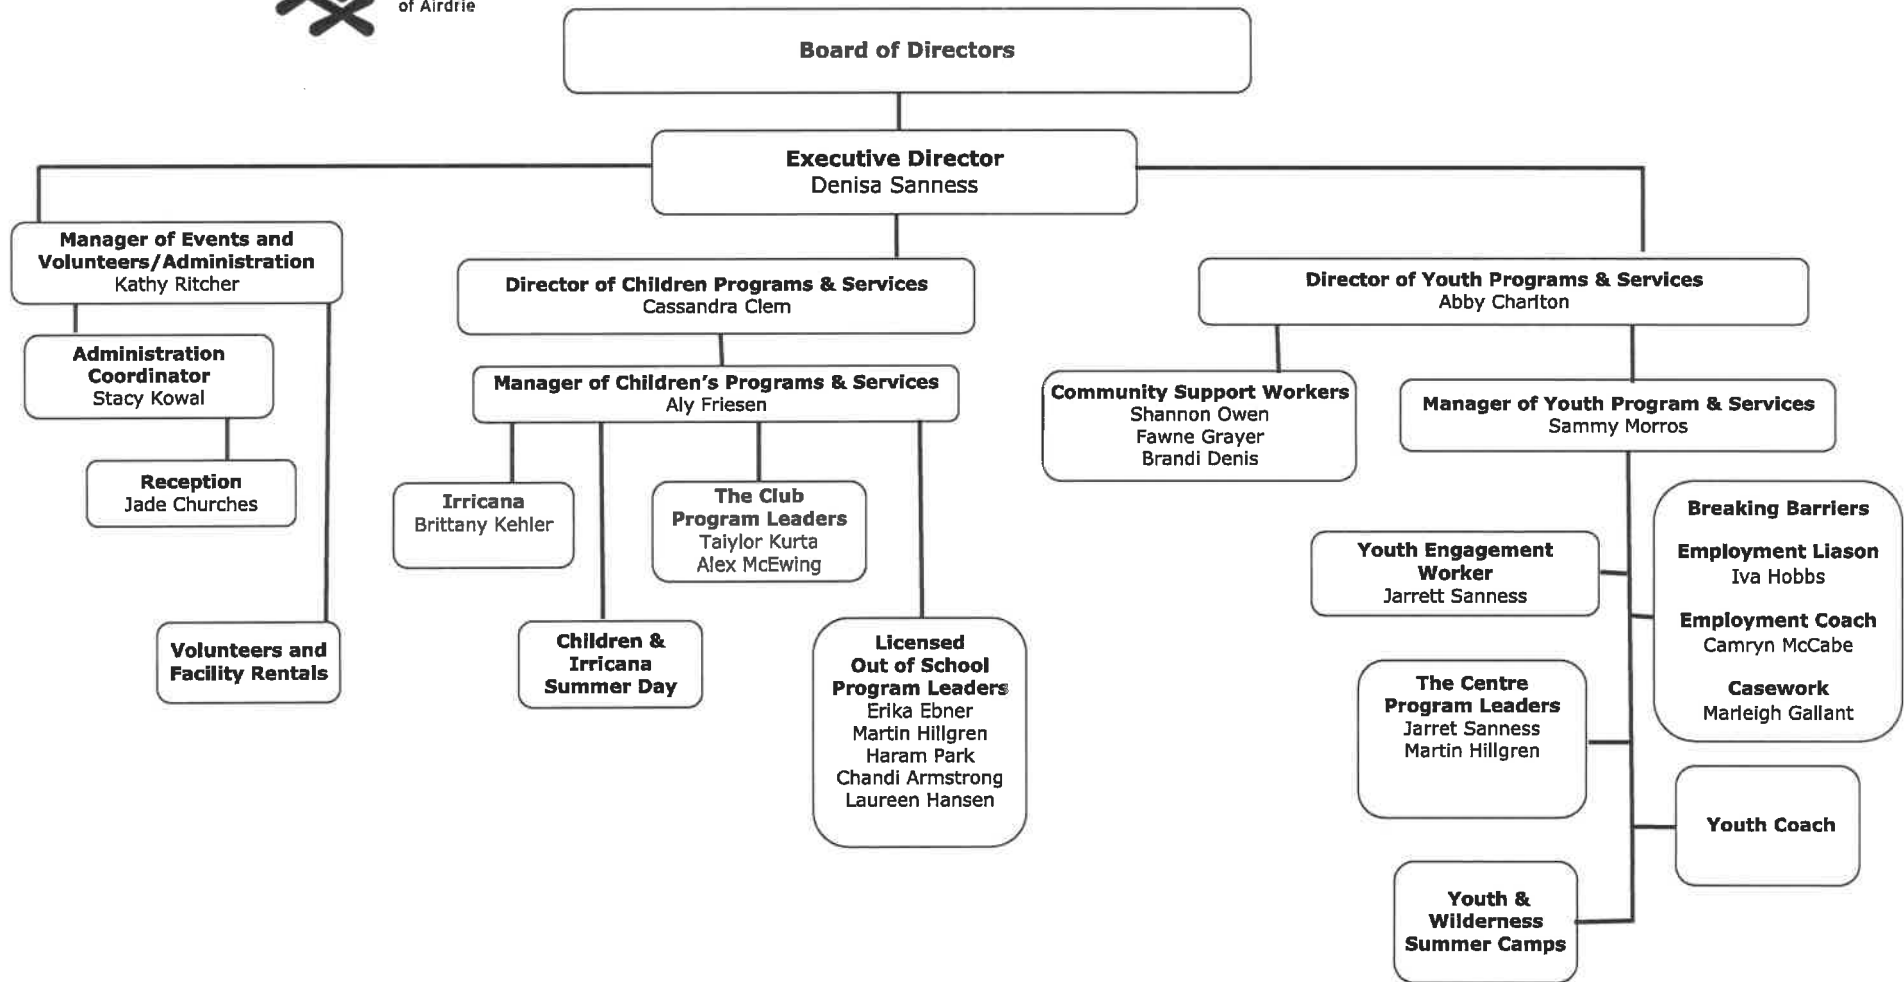 of Airdrie
Board of Directors
Executive Director
Denisa Sanness
Manager of Events and
Volunteers/Administration
Kathy Ritcher
Administration
Coordinator
Stacy Kowal
Reception
Jade Churches
Volunteers and
Facility Rentals
Director of Children Programs & Services
Cassandra Clem
Manager of Children's Programs & Services
Aly Friesen
Irricana
Brittany Kehler
Children &
Irricana
Summer Day
The Club
Program Leaders
Taiylor Kurta
Alex McEwing
Licensed
Out of School
Program Leaders
Erika Ebner
Martin Hillgren
Haram Park
Chandi Armstrong
Laureen Hansen
Director of Youth Programs & Services
Abby Charlton
Community Support Workers
Shannon Owen
Fawne Grayer
Brandi Denis
Manager of Youth Program & Services
Sammy Morros
Youth Engagement
Worker
Jarrett Sanness
Breaking Barriers
Employment Liason
Iva Hobbs
Employment Coach
Camryn McCabe
Casework
Marleigh Gallant
The Centre
Program Leaders
Jarret Sanness
Martin Hillgren
Youth Coach
Youth &
Wilderness
Summer Camps